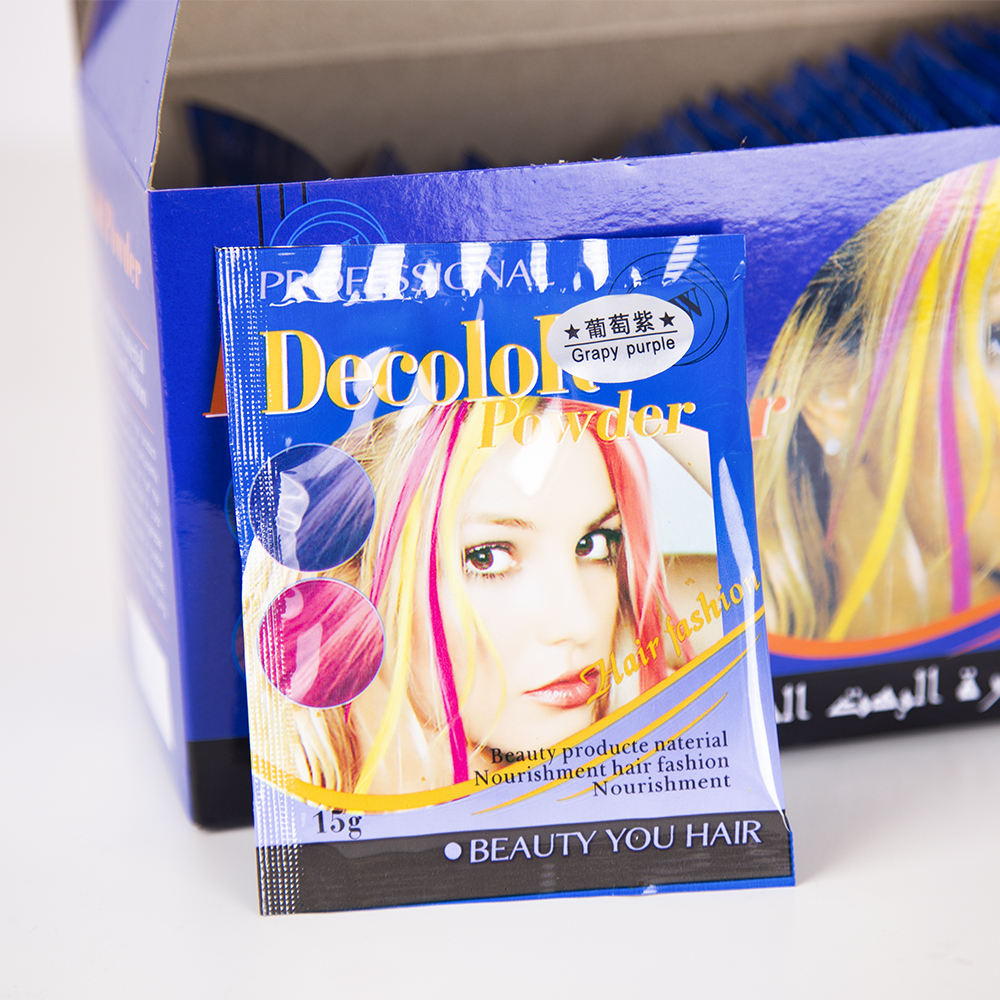 PROFESSIONAL
W
★葡萄紫★
Grapy purple
Decolor
Powder
Hair fashion
Beauty producte naterial
Nourishment hair fashion
Nourishment
15g
BEAUTY YOU HAIR
Powder